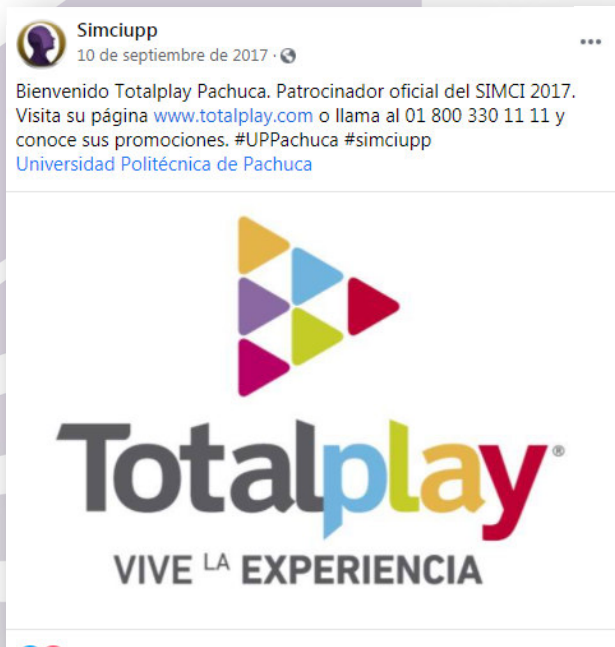 Simciupp
10 de septiembre de 2017 ·
Bienvenido Totalplay Pachuca. Patrocinador oficial del SIMCI 2017.
Visita su página www.totalplay.com o llama al 01 800 330 11 11 y
conoce sus promociones. #UPPachuca #simciupp
Universidad Politécnica de Pachuca
Totalplay®
VIVE LA EXPERIENCIA